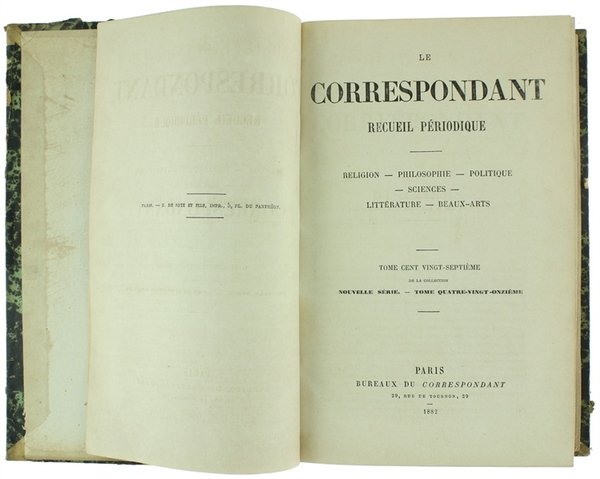 PARIS. — E. DE SOYE ET FILS, IMPR., 5, PL. DU PANTHÉON.
LE
CORRESPONDANT
RECUEIL PÉRIODIQUE
RELIGION — PHILOSOPHIE — POLITIQUE
— SCIENCES —
LITTÉRATURE — BEAUX-ARTS
TOME CENT VINGT-SEPTIÈME
DE LA COLLECTION
NOUVELLE SÉRIE. — TOME QUATRE-VINGT-ONZIÈME
PARIS
BUREAUX DU CORRESPONDANT
29, RUE DE TOURNON, 29
1882